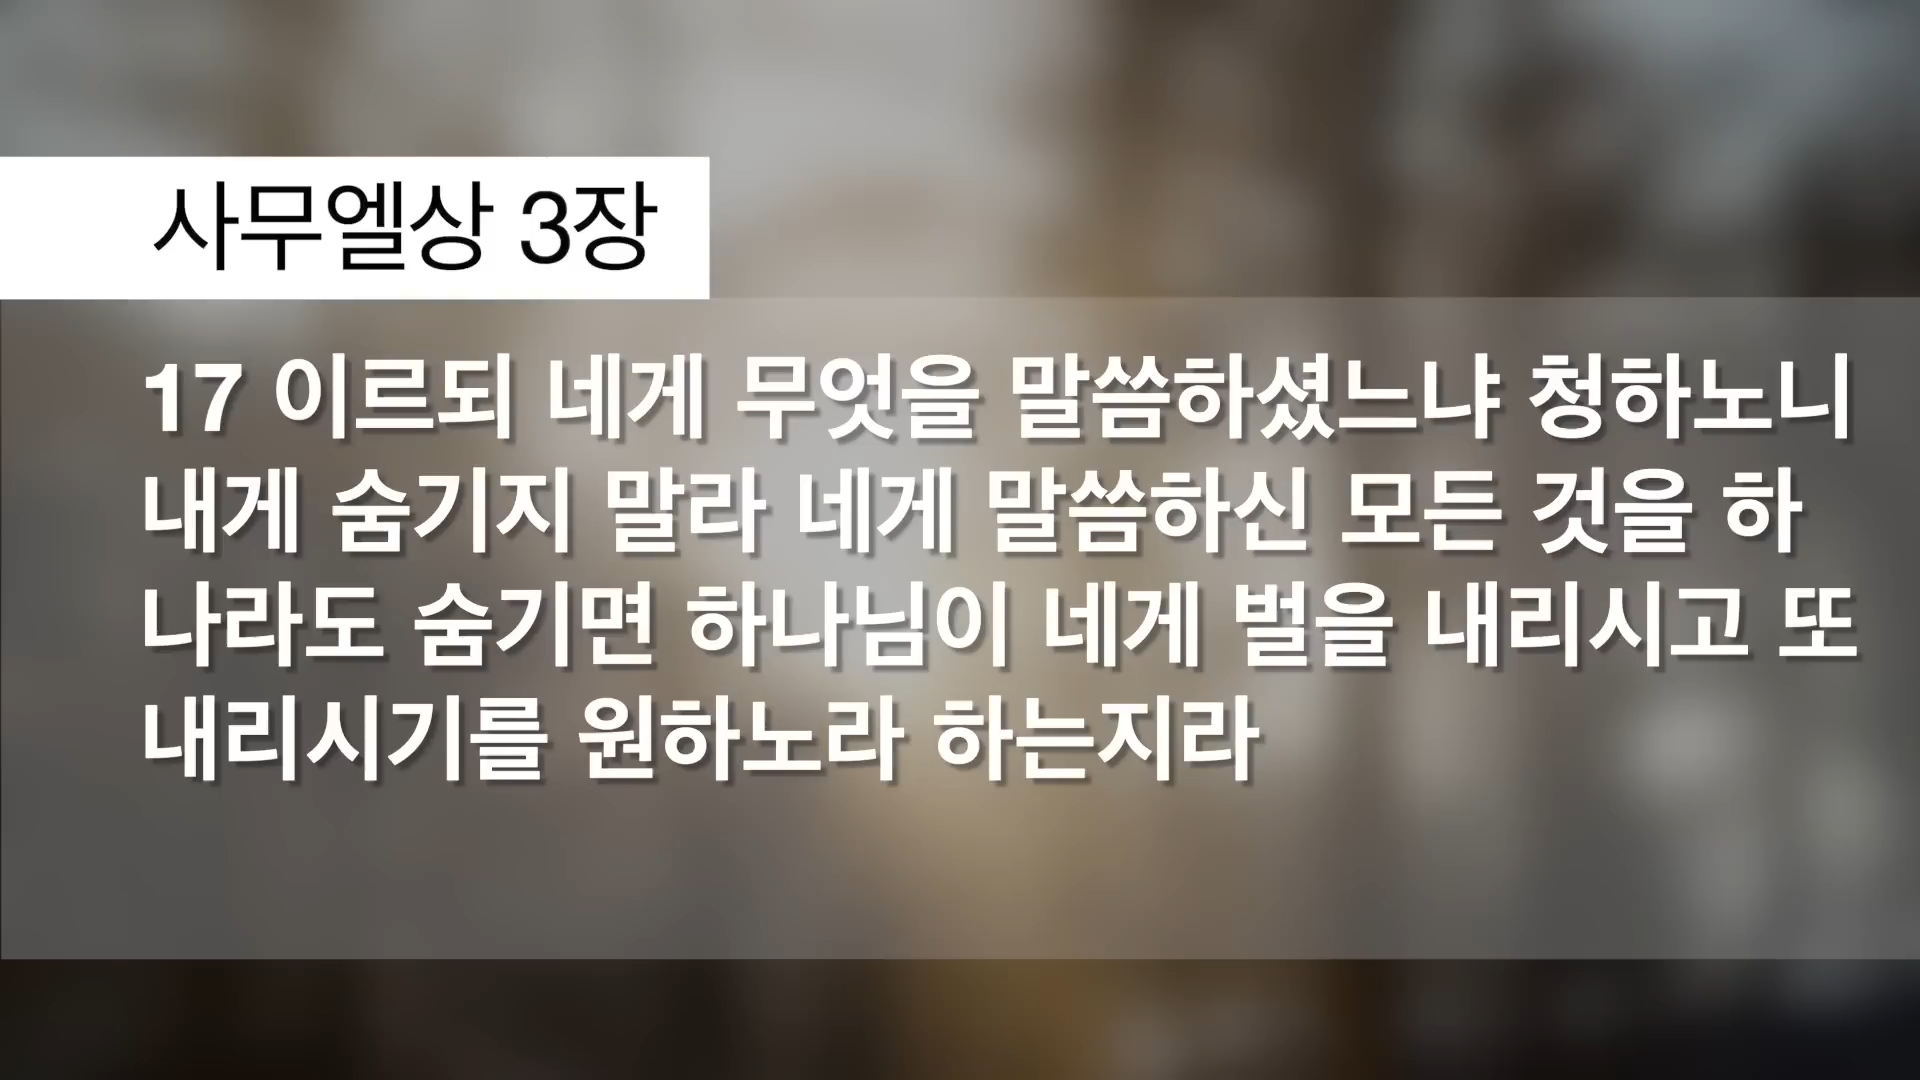 사무엘상 3장
17 이르되 네게 무엇을 말씀하셨느냐 청하노니
내게 숨기지 말라 네게 말씀하신 모든 것을 하
나라도 숨기면 하나님이 네게 벌을 내리시고 또
내리시기를 원하노라 하는지라